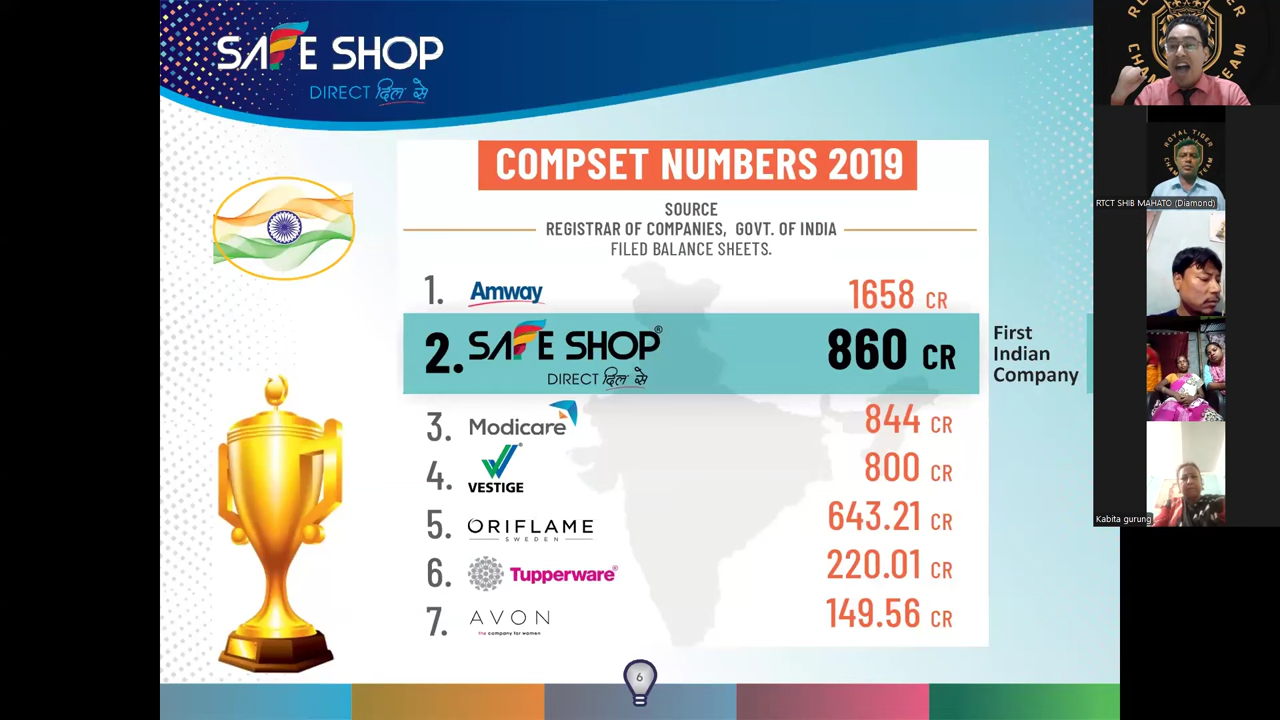 SAFE SHOP
DIRECT दिल से
COMPSET NUMBERS 2019
SOURCE
REGISTRAR OF COMPANIES, GOVT. OF INDIA
FILED BALANCE SHEETS.
1. Amway 1658 CR
2. SAFE SHOP® 860 CR
DIRECT दिल से
First
Indian
Company
3. Modicare 844 CR
4. VESTIGE® 800 CR
5. ORIFLAME 643.21 CR
SWEDEN
6. Tupperware® 220.01 CR
7. AVON 149.56 CR
the company for women
6
ROYAL TIGER
RTCT SHIB MAHATO (Diamond)
Kabita gurung